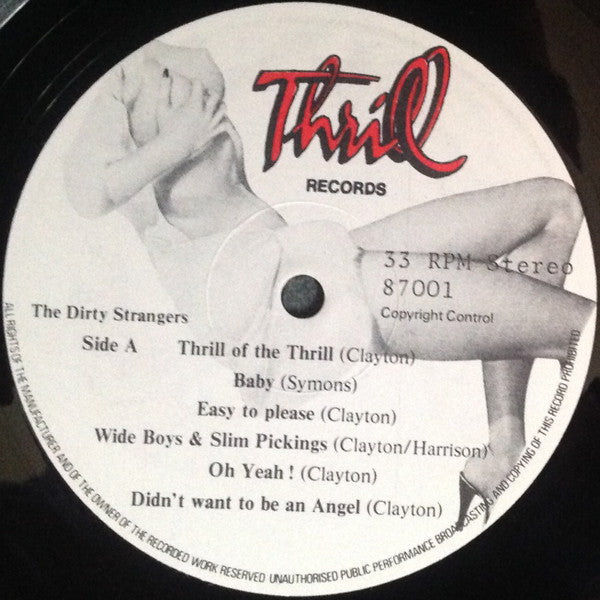 Thrill
RECORDS
33 RPM Stereo
87001
Copyright Control
The Dirty Strangers
Side A Thrill of the Thrill (Clayton)
Baby (Symons)
Easy to please (Clayton)
Wide Boys & Slim Pickings (Clayton/Harrison)
Oh Yeah ! (Clayton)
Didn't want to be an Angel (Clayton)
ALL RIGHTS OF THE MANUFACTURER AND OF THE OWNER OF THE RECORDED WORK RESERVED UNAUTHORISED PUBLIC PERFORMANCE BROADCASTING AND COPYING OF THIS RECORD PROHIBITED